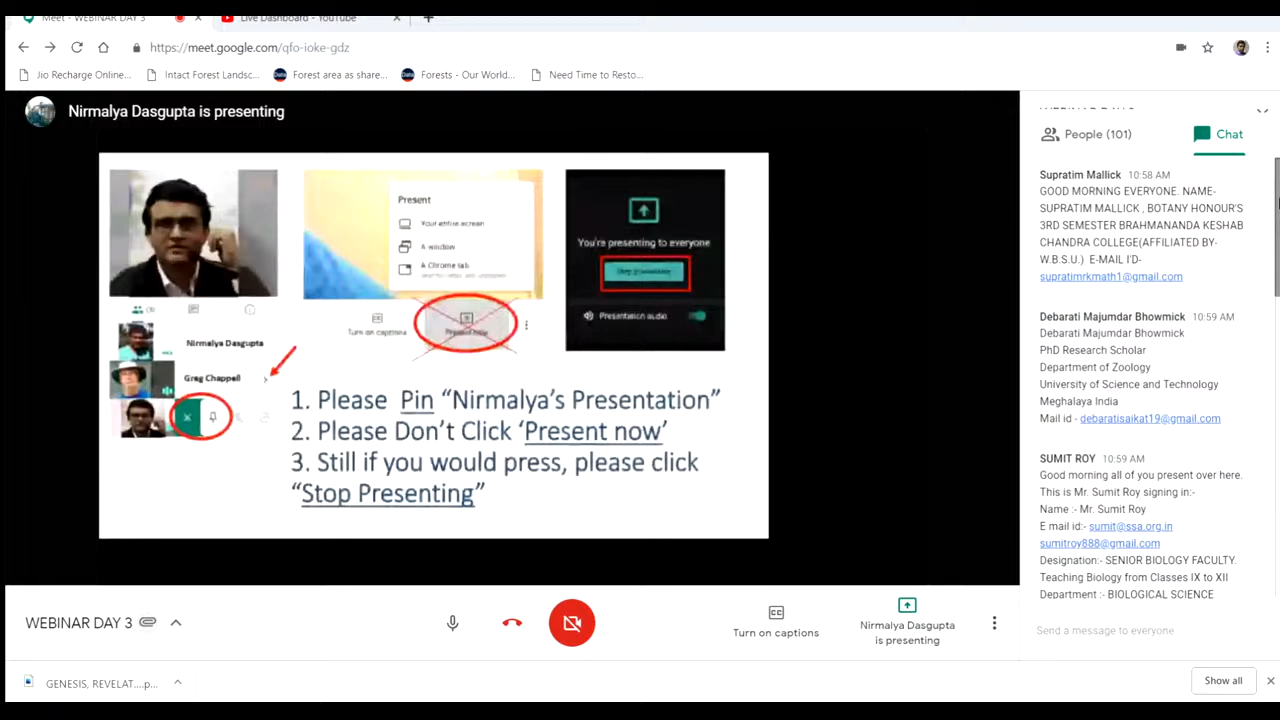 Meet - WEBINAR DAY 3
Live Dashboard - YouTube
https://meet.google.com/qfo-ioke-gdz
Jio Recharge Online...
Intact Forest Landsc...
Forest area as share...
Forests - Our World...
Need Time to Resto...
Nirmalya Dasgupta is presenting
Present
Your entire screen
A window
A Chrome tab
Turn on captions
Present now
You're presenting to everyone
Stop presenting
Presentation audio
Nirmalya Dasgupta
Greg Chappell
1. Please Pin “Nirmalya’s Presentation”
2. Please Don’t Click ‘Present now’
3. Still if you would press, please click
“Stop Presenting”
People (101)
Chat
Supratim Mallick 10:58 AM
GOOD MORNING EVERYONE. NAME-
SUPRATIM MALLICK , BOTANY HONOUR'S
3RD SEMESTER BRAHMANANDA KESHAB
CHANDRA COLLEGE(AFFILIATED BY-
W.B.S.U.) E-MAIL I'D-
supratimrkmath1@gmail.com
Debarati Majumdar Bhowmick 10:59 AM
Debarati Majumdar Bhowmick
PhD Research Scholar
Department of Zoology
University of Science and Technology
Meghalaya India
Mail id - debaratisaikat19@gmail.com
SUMIT ROY 10:59 AM
Good morning all of you present over here.
This is Mr. Sumit Roy signing in:-
Name :- Mr. Sumit Roy
E mail id:- sumit@ssa.org.in
sumitroy888@gmail.com
Designation:- SENIOR BIOLOGY FACULTY.
Teaching Biology from Classes IX to XII
Department :- BIOLOGICAL SCIENCE
Send a message to everyone
WEBINAR DAY 3
Turn on captions
Nirmalya Dasgupta
is presenting
GENESIS, REVELAT....p...
Show all